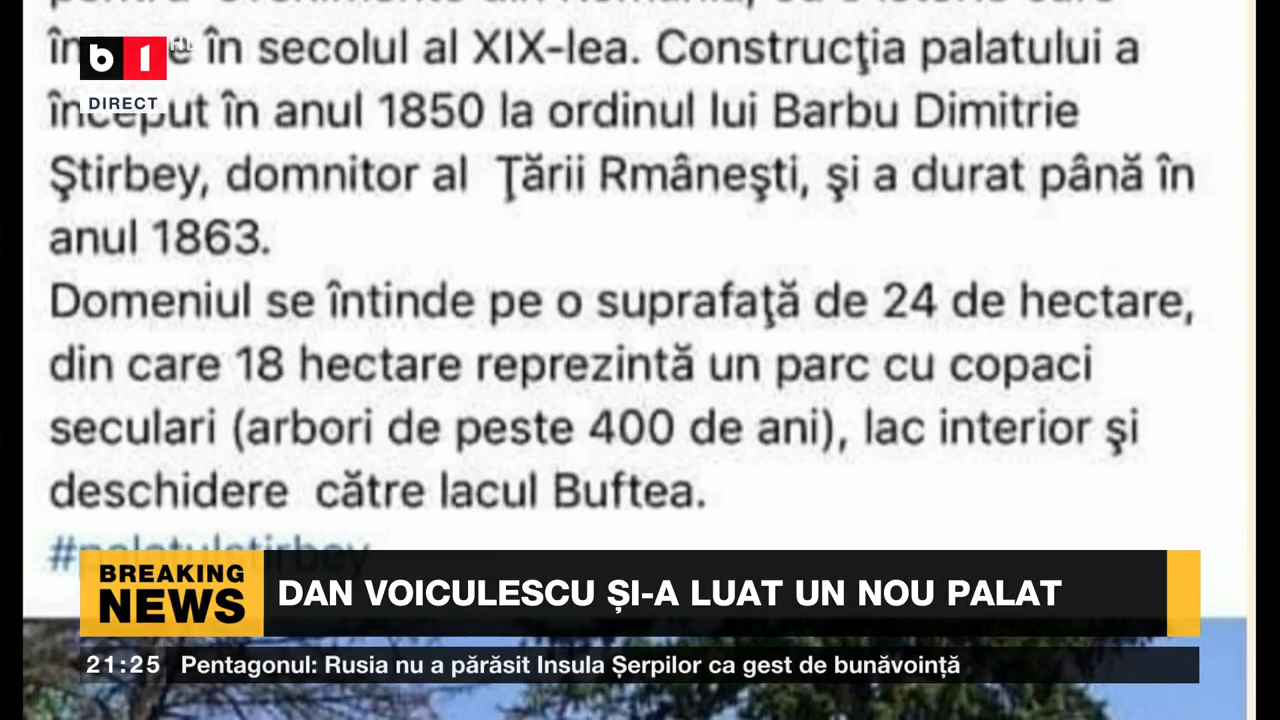 în secolul al XIX-lea. Construcţia palatului a
b1
HD
DIRECT
început în anul 1850 la ordinul lui Barbu Dimitrie
Ştirbey, domnitor al Ţării Rmâneşti, şi a durat până în
anul 1863.
Domeniul se întinde pe o suprafaţă de 24 de hectare,
din care 18 hectare reprezintă un parc cu copaci
seculari (arbori de peste 400 de ani), lac interior şi
deschidere către lacul Buftea.
#palatulstirbey
BREAKING
NEWS
DAN VOICULESCU ȘI-A LUAT UN NOU PALAT
21:25 Pentagonul: Rusia nu a părăsit Insula Șerpilor ca gest de bunăvoință